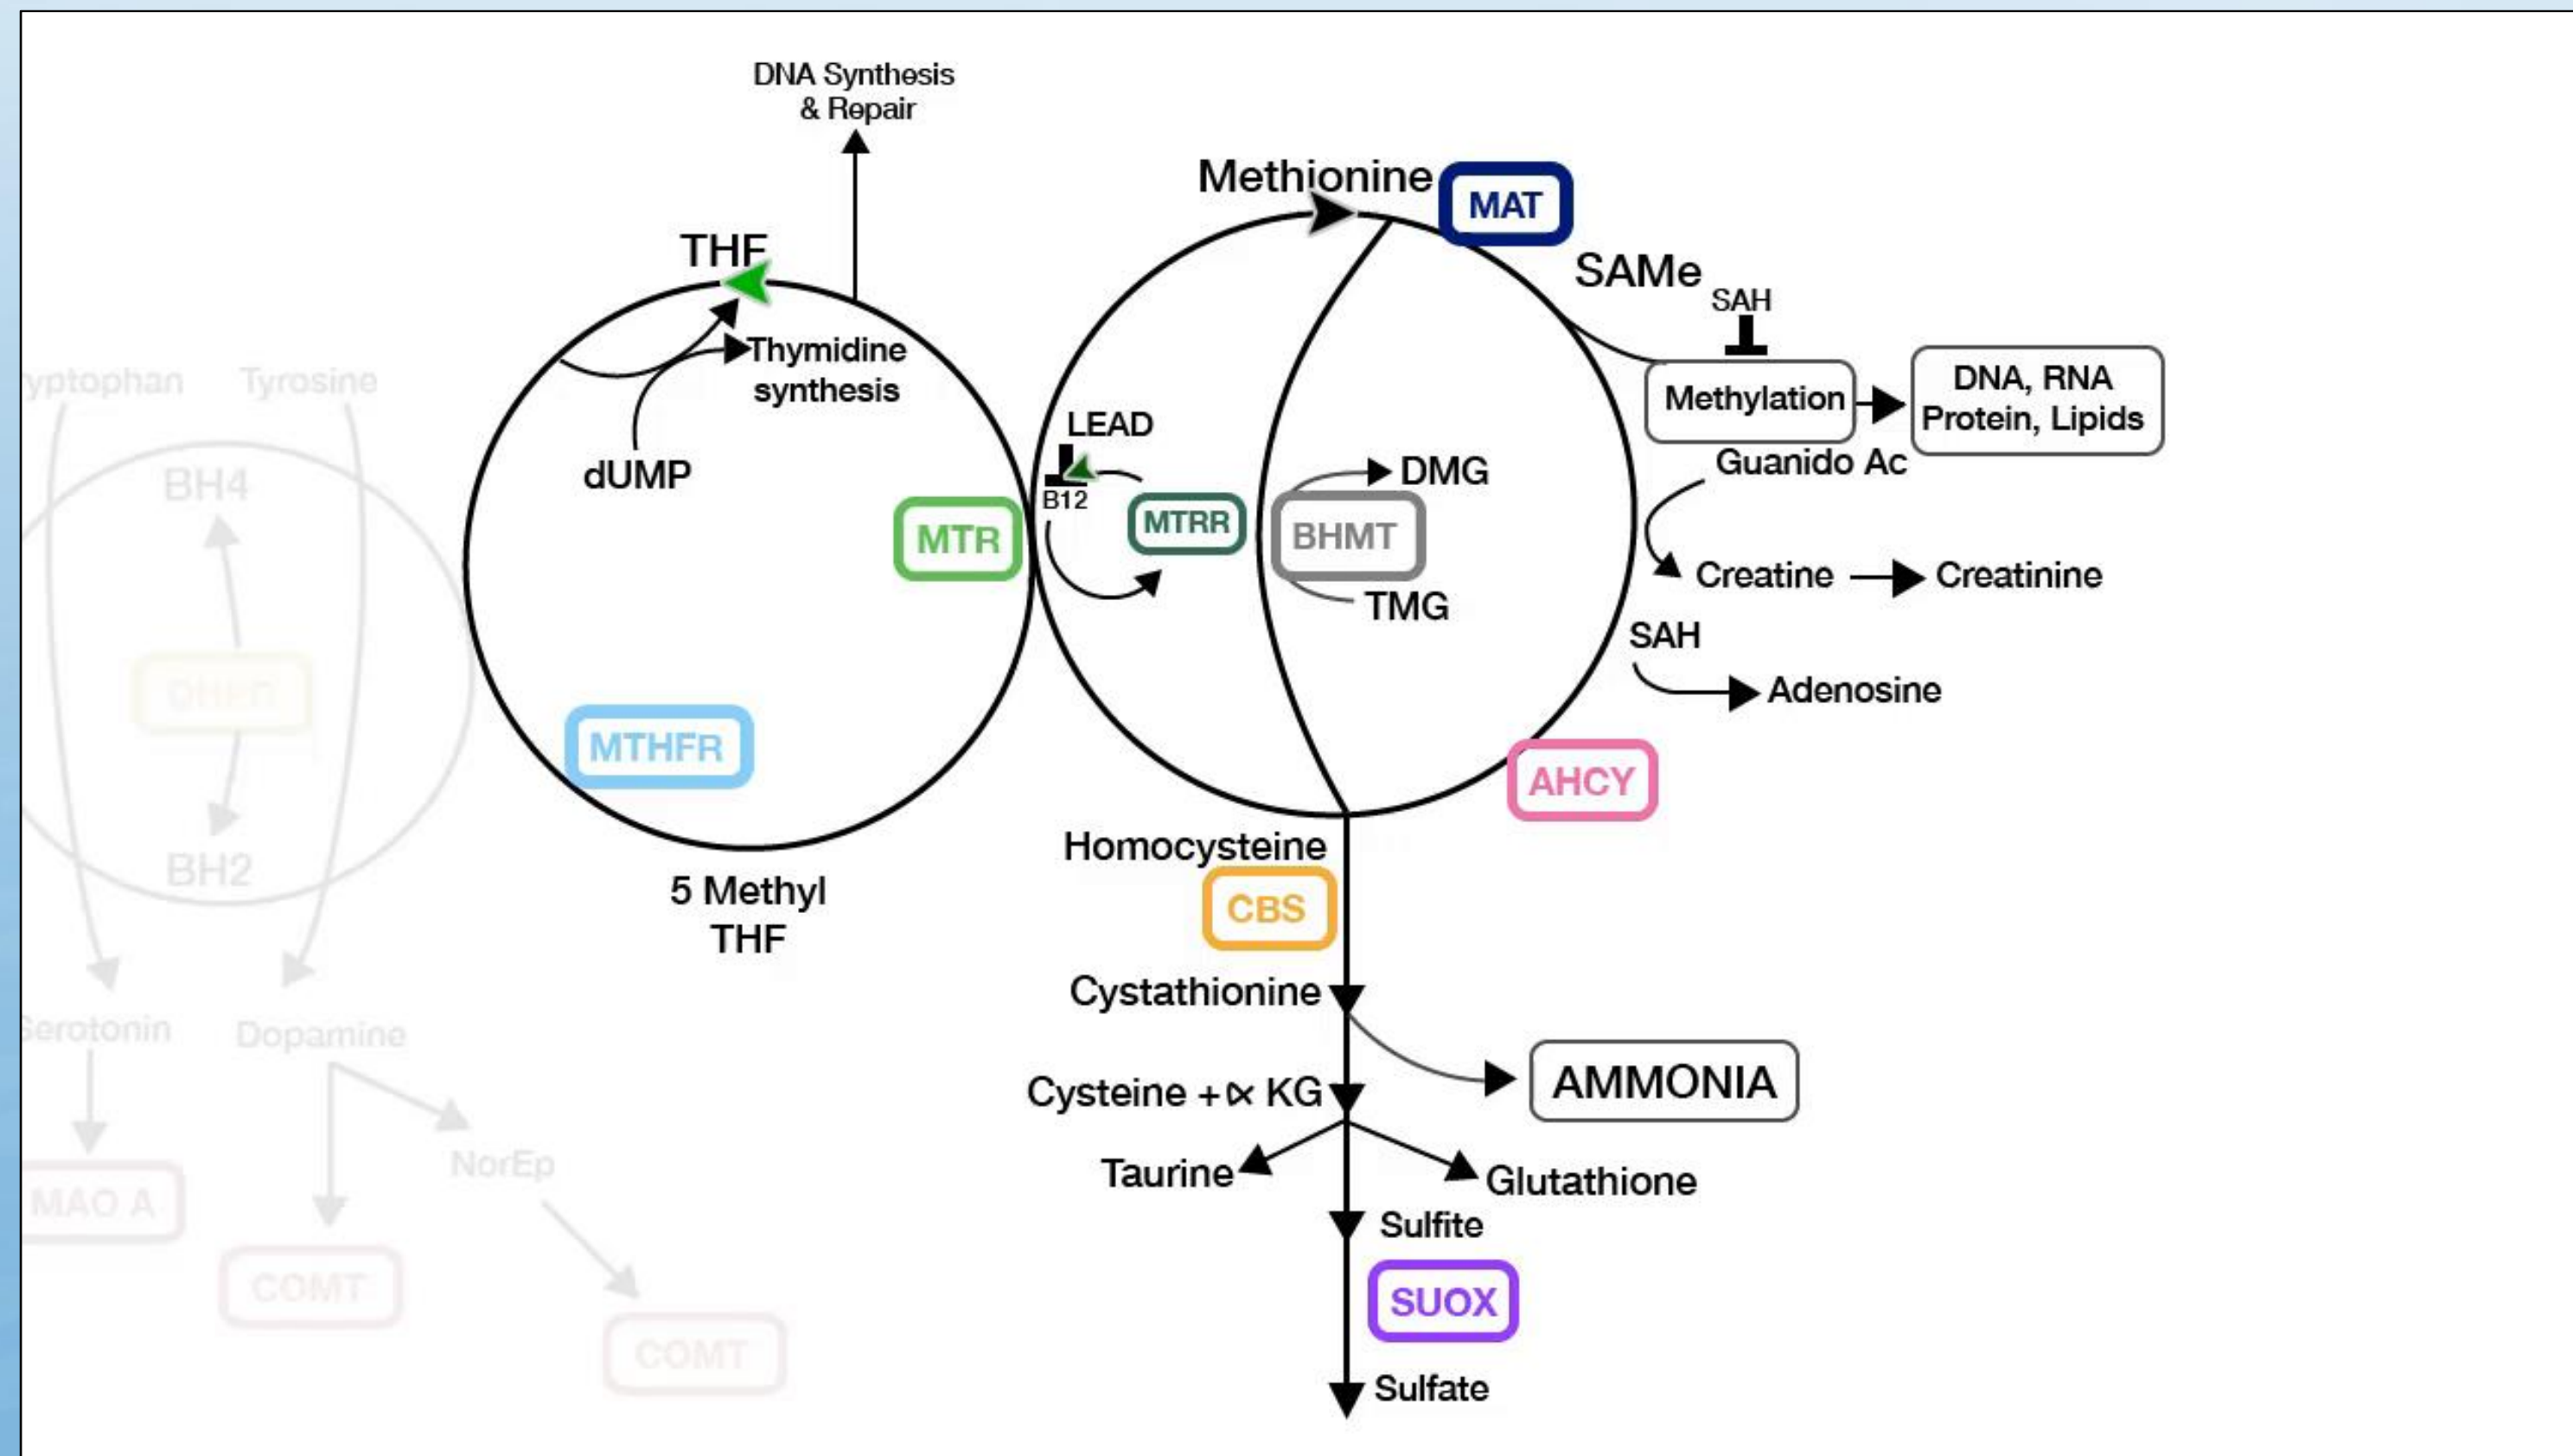 DNA Synthesis
& Repair
Methionine
MAT
THF
SAMe
SAH
Thymidine
synthesis
Methylation
DNA, RNA
Protein, Lipids
yptophan
Tyrosine
LEAD
Guanido Ac
BH4
dUMP
B12
MTRR
DMG
MTR
BHMT
Creatine
Creatinine
TMG
SAH
Adenosine
MTHFR
AHCY
Homocysteine
BH2
5 Methyl
THF
CBS
Cystathionine
Serotonin
Dopamine
Cysteine + ∝ KG
AMMONIA
NorEp
Taurine
Glutathione
MAO A
Sulfite
COMT
SUOX
COMT
Sulfate